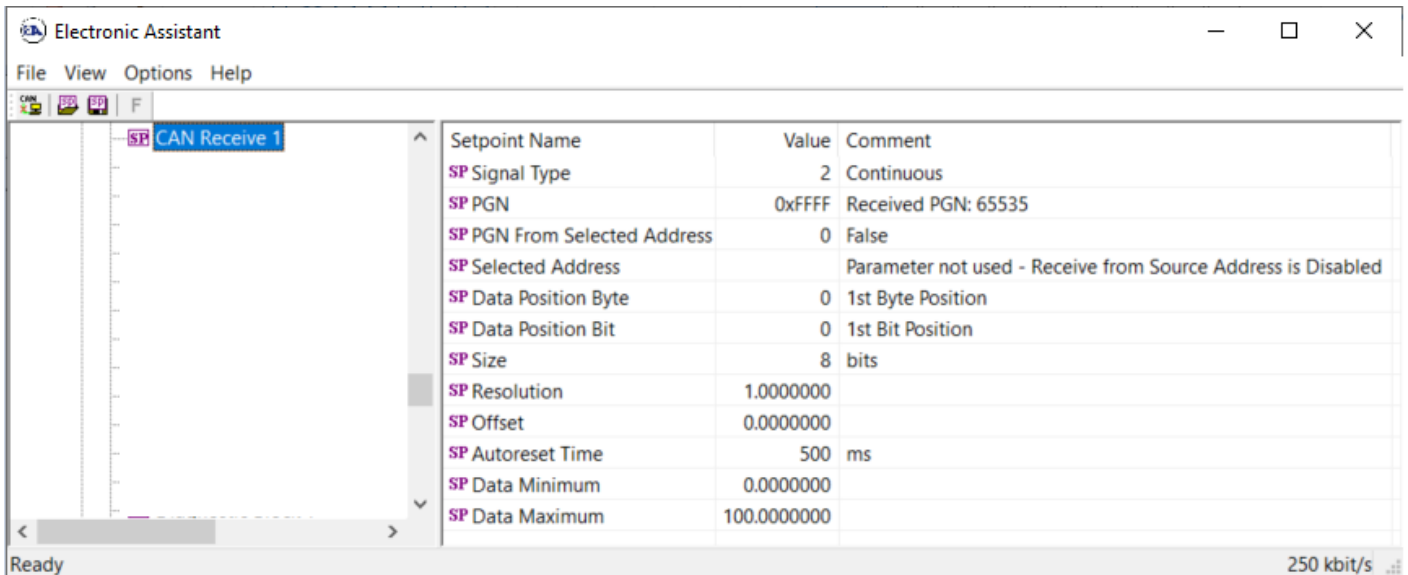 Electronic Assistant
File View Options Help
CAN SP SP F
SP CAN Receive 1
Setpoint Name Value Comment
SP Signal Type 2 Continuous
SP PGN 0xFFFF Received PGN: 65535
SP PGN From Selected Address 0 False
SP Selected Address Parameter not used - Receive from Source Address is Disabled
SP Data Position Byte 0 1st Byte Position
SP Data Position Bit 0 1st Bit Position
SP Size 8 bits
SP Resolution 1.0000000
SP Offset 0.0000000
SP Autoreset Time 500 ms
SP Data Minimum 0.0000000
SP Data Maximum 100.0000000
Ready 250 kbit/s